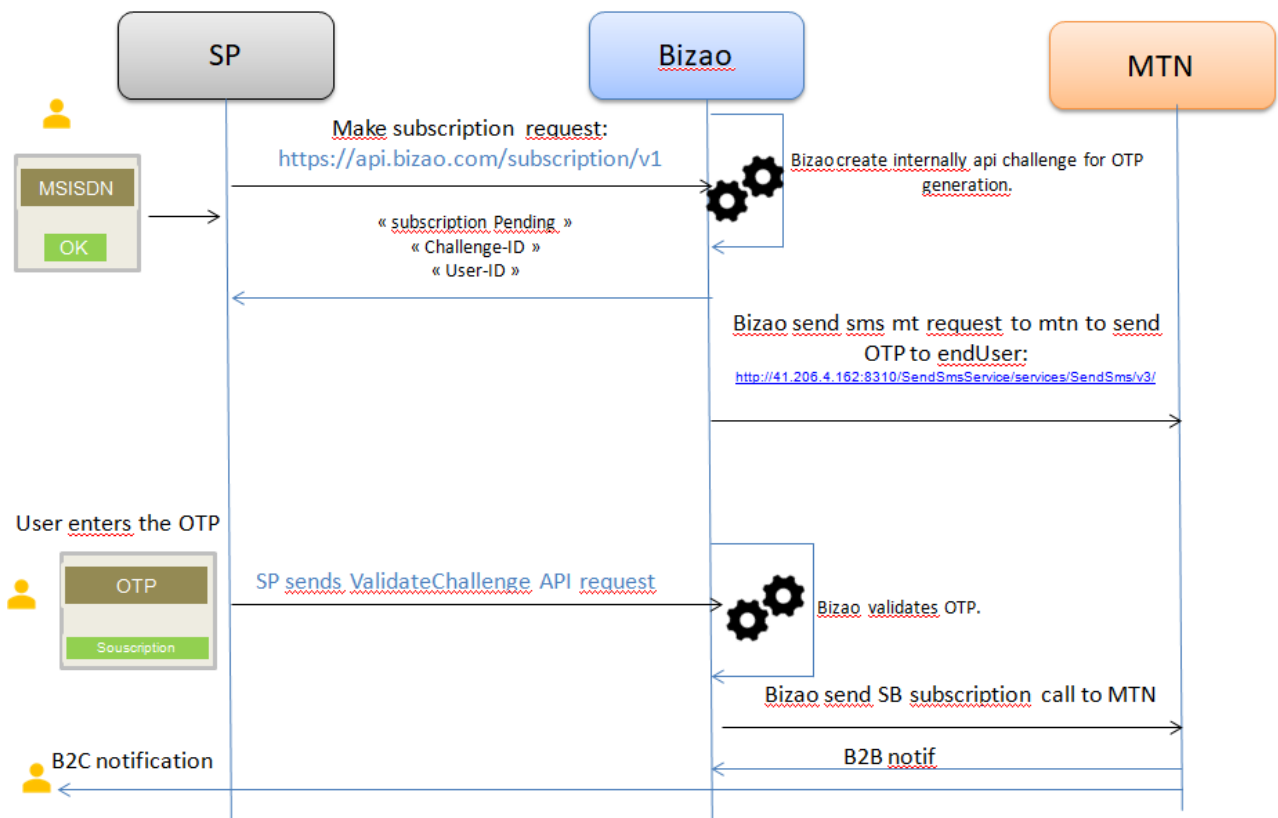 SP
Bizao
MTN
Make subscription request:
https://api.bizao.com/subscription/v1
MSISDN
OK
Bizao create internally api challenge for OTP
generation.
« subscription Pending »
« Challenge-ID »
« User-ID »
Bizao send sms mt request to mtn to send
OTP to endUser:
http://41.206.4.162:8310/SendSmsService/services/SendSms/v3/
User enters the OTP
OTP
Souscription
SP sends ValidateChallenge API request
Bizao validates OTP.
Bizao send SB subscription call to MTN
B2C notification
B2B notif